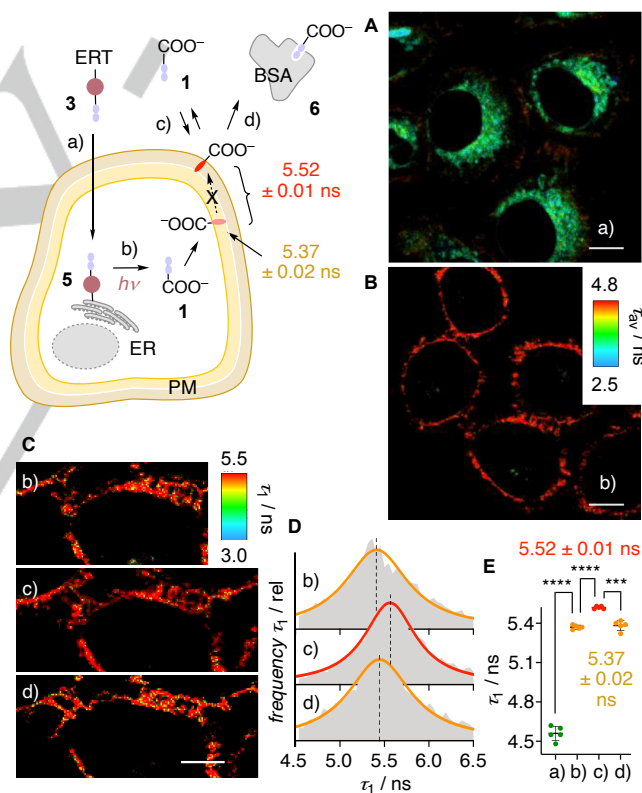 A
COO⁻
ERT
1
BSA
6
3
a)
c)
d)
COO⁻
5.52
± 0.01 ns
X
⁻OOC
b)
5
hν
5.37
± 0.02 ns
COO⁻
1
ER
PM
a)
B
4.8
τav / ns
2.5
b)
C
b)
5.5
τ1 / ns
3.0
c)
d)
D
frequency τ1 / rel
b)
c)
d)
4.5 5.0 5.5 6.0 6.5
τ1 / ns
5.52 ± 0.01 ns
E
**** **** ***
5.4
5.1
4.8
4.5
τ1 / ns
5.37
± 0.02
ns
a) b) c) d)